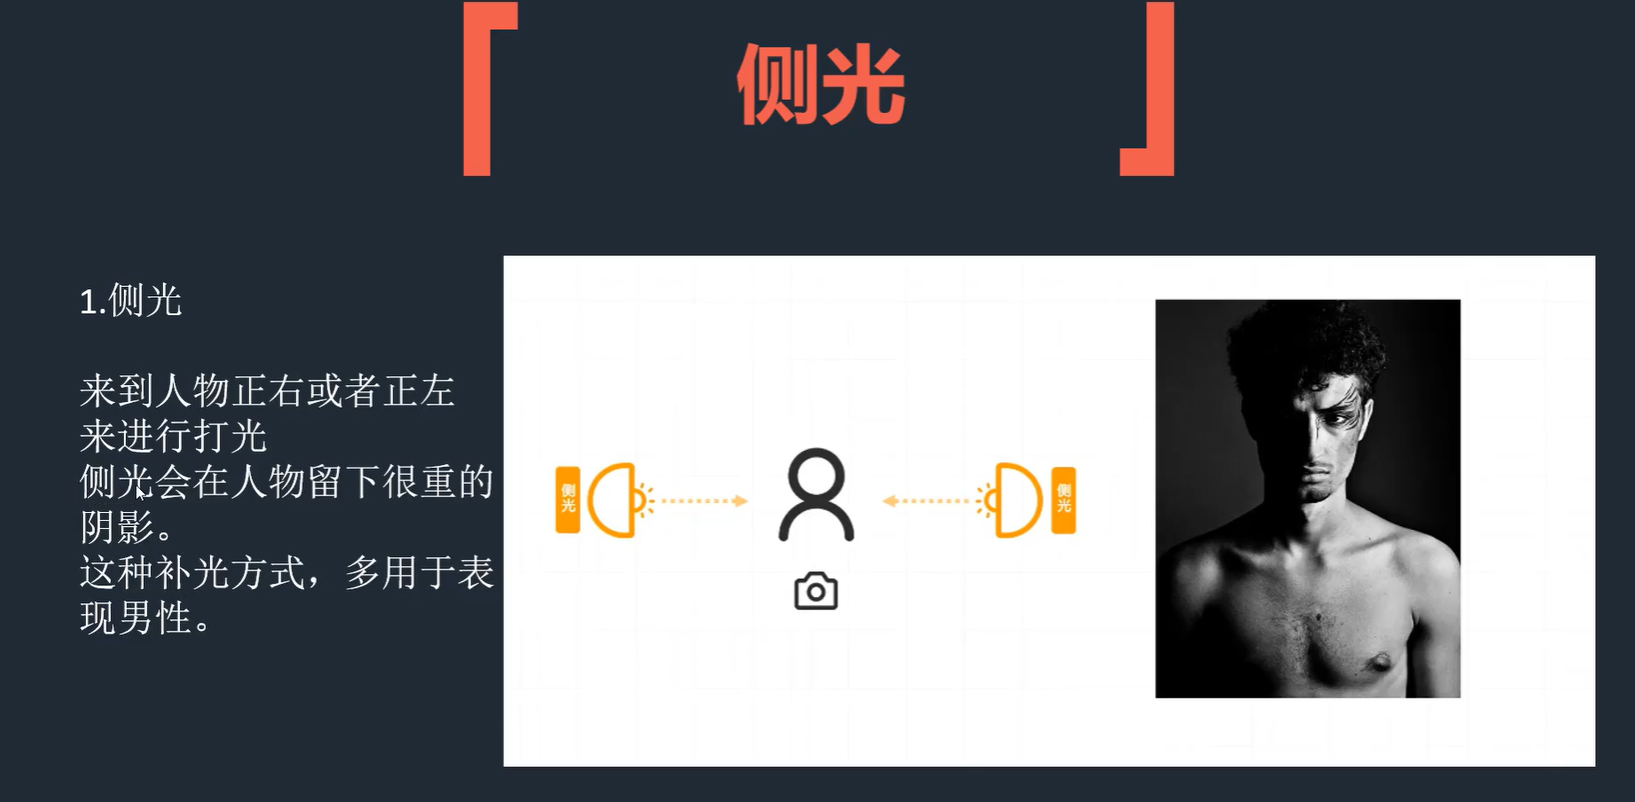 侧光
1.侧光
来到人物正右或者正左
来进行打光
侧光会在人物留下很重的
阴影。
这种补光方式，多用于表
现男性。
侧光
侧光